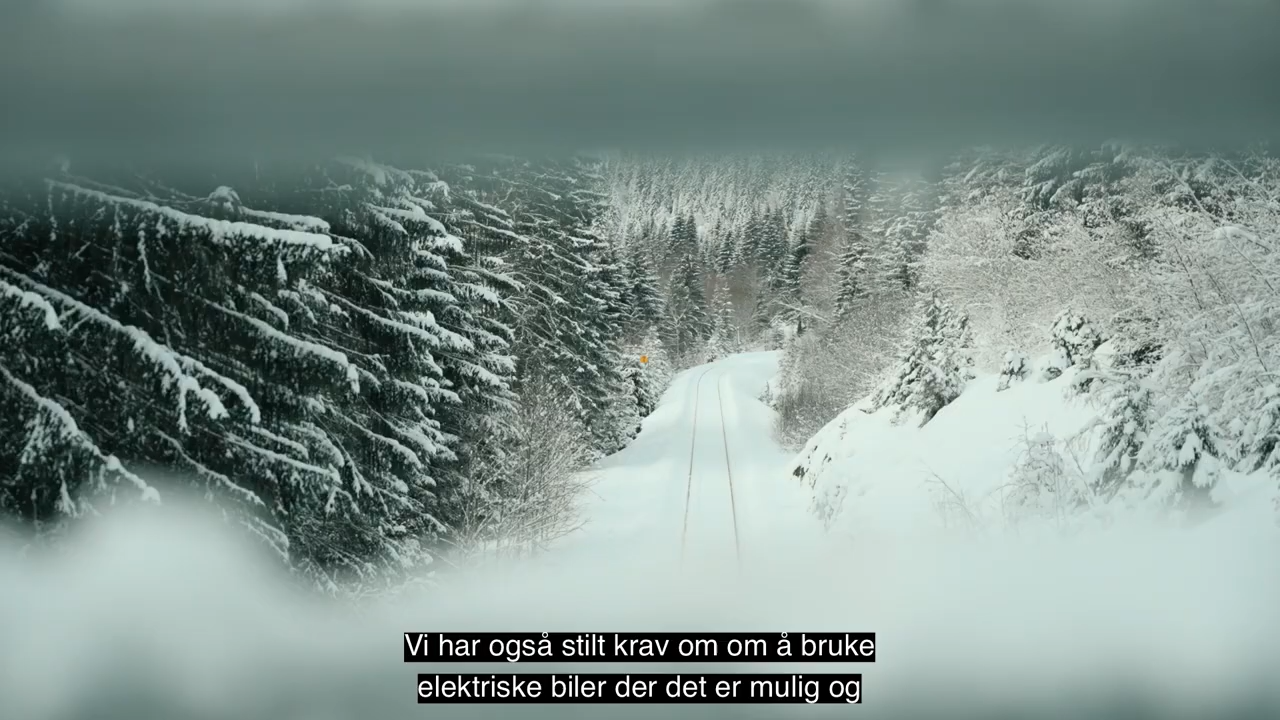 Vi har også stilt krav om om å bruke
elektriske biler der det er mulig og